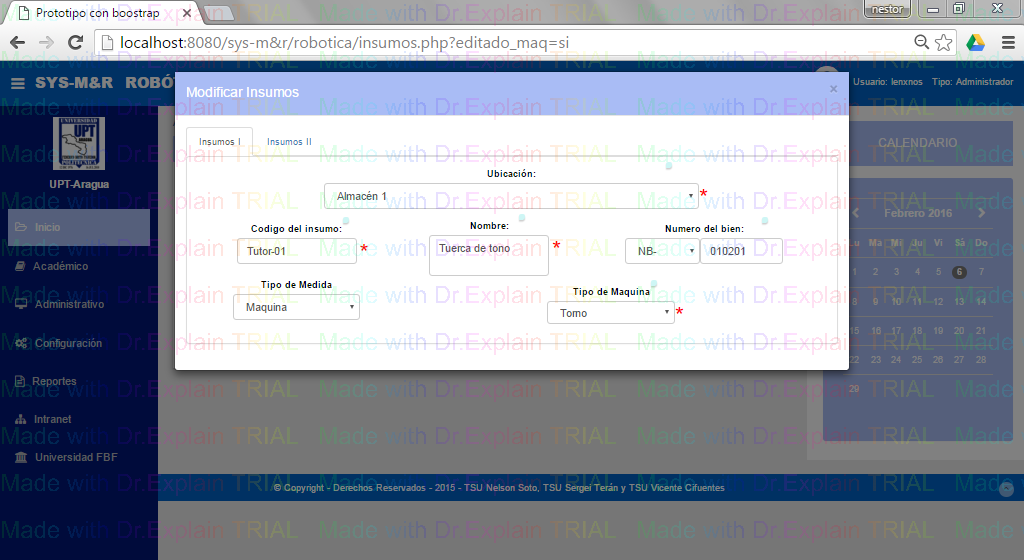 Prototipo con boostrap
nestor
localhost:8080/sys-m&r/robotica/insumos.php?editado_maq=si
SYS-M&R ROBÓT
Usuario: lenxnos Tipo: Administrador
Modificar Insumos
×
UNIVERSIDAD
UPT
POLITECNICA
UPT-Aragua
Inicio
Académico
Administrativo
Configuración
Reportes
Intranet
Universidad FBF
Insumos I Insumos II
Ubicación:
Almacén 1 *
Codigo del insumo: Nombre: Numero del bien:
Tutor-01 * Tuerca de tono * NB- 010201
Tipo de Medida Tipo de Maquina
Maquina Torno *
CALENDARIO
Febrero 2016
Lu Ma Mi Ju Vi Sá Do
1 2 3 4 5 6 7
8 9 10 11 12 13 14
15 16 17 18 19 20 21
22 23 24 25 26 27 28
29
© Copyright - Derechos Reservados - 2015 - TSU Nelson Soto, TSU Sergei Terán y TSU Vicente Cifuentes
Made with Dr.Explain TRIAL